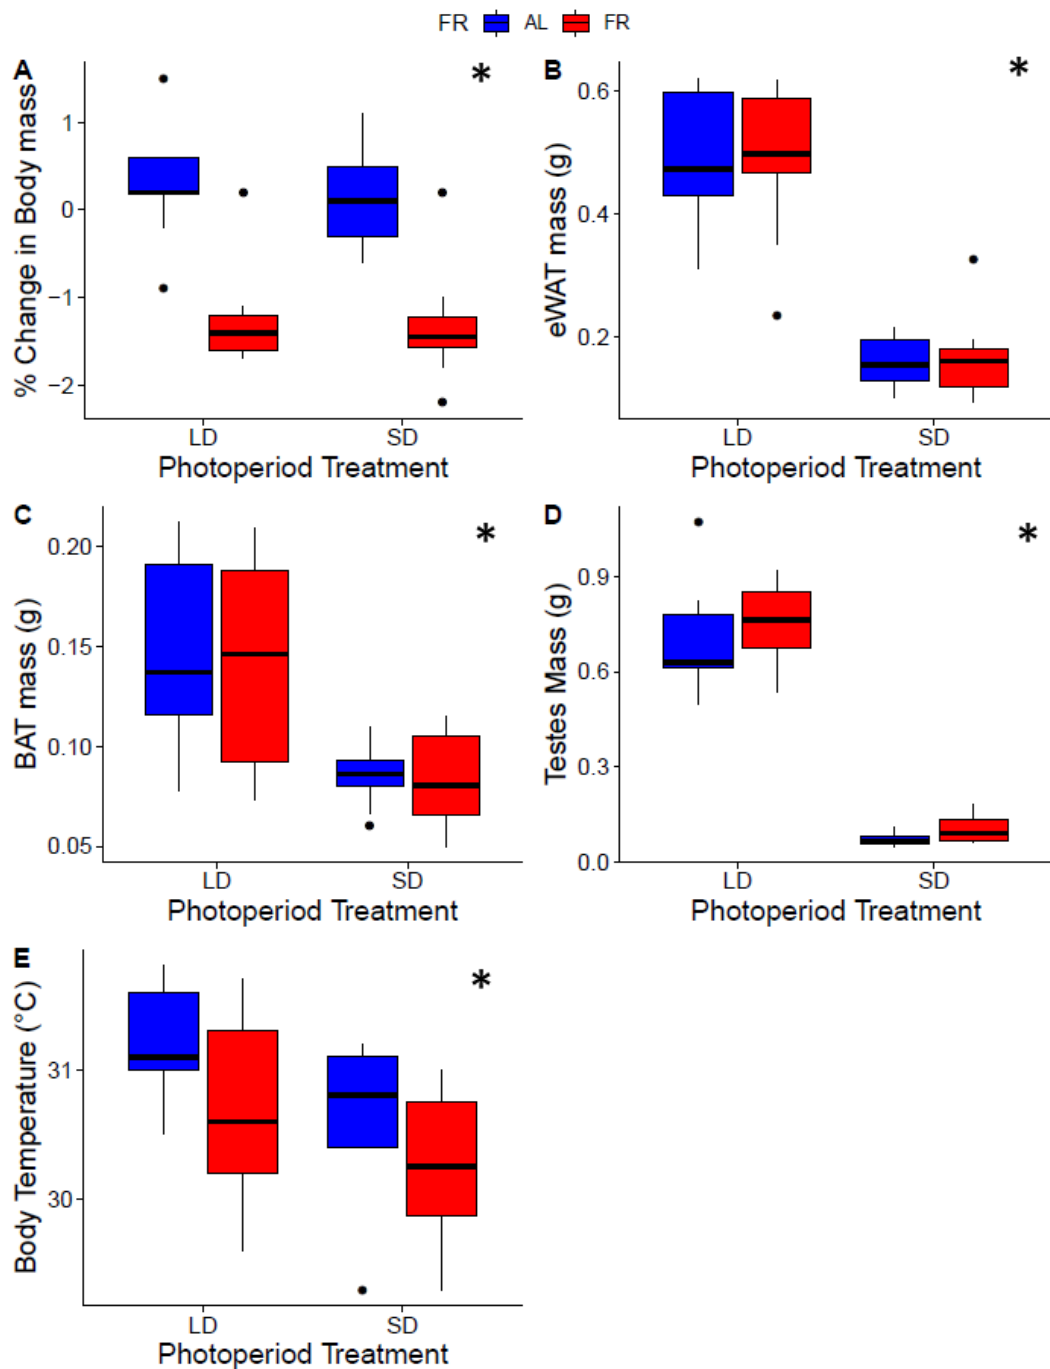 FR AL FR
A
*
% Change in Body mass
1
0
−1
−2
LD SD
Photoperiod Treatment
B
*
eWAT mass (g)
0.6
0.4
0.2
LD SD
Photoperiod Treatment
C
*
BAT mass (g)
0.20
0.15
0.10
0.05
LD SD
Photoperiod Treatment
D
*
Testes Mass (g)
0.9
0.6
0.3
0.0
LD SD
Photoperiod Treatment
E
*
Body Temperature (°C)
31
30
LD SD
Photoperiod Treatment